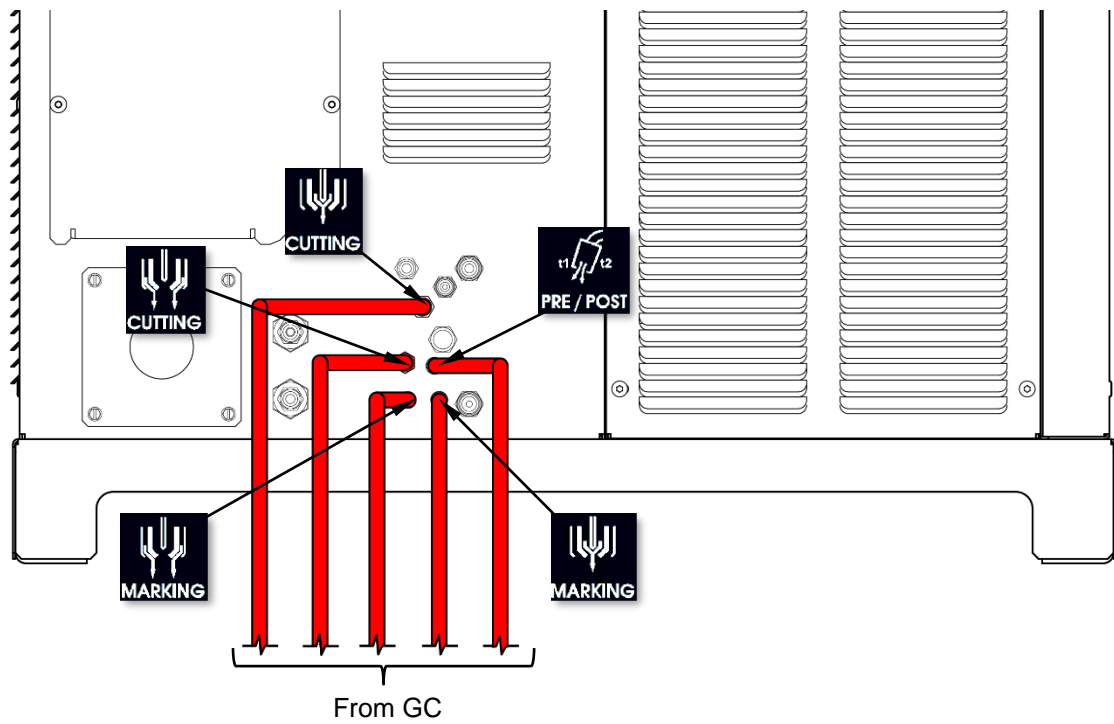 CUTTING
t1 t2
PRE / POST
CUTTING
MARKING
MARKING
From GC